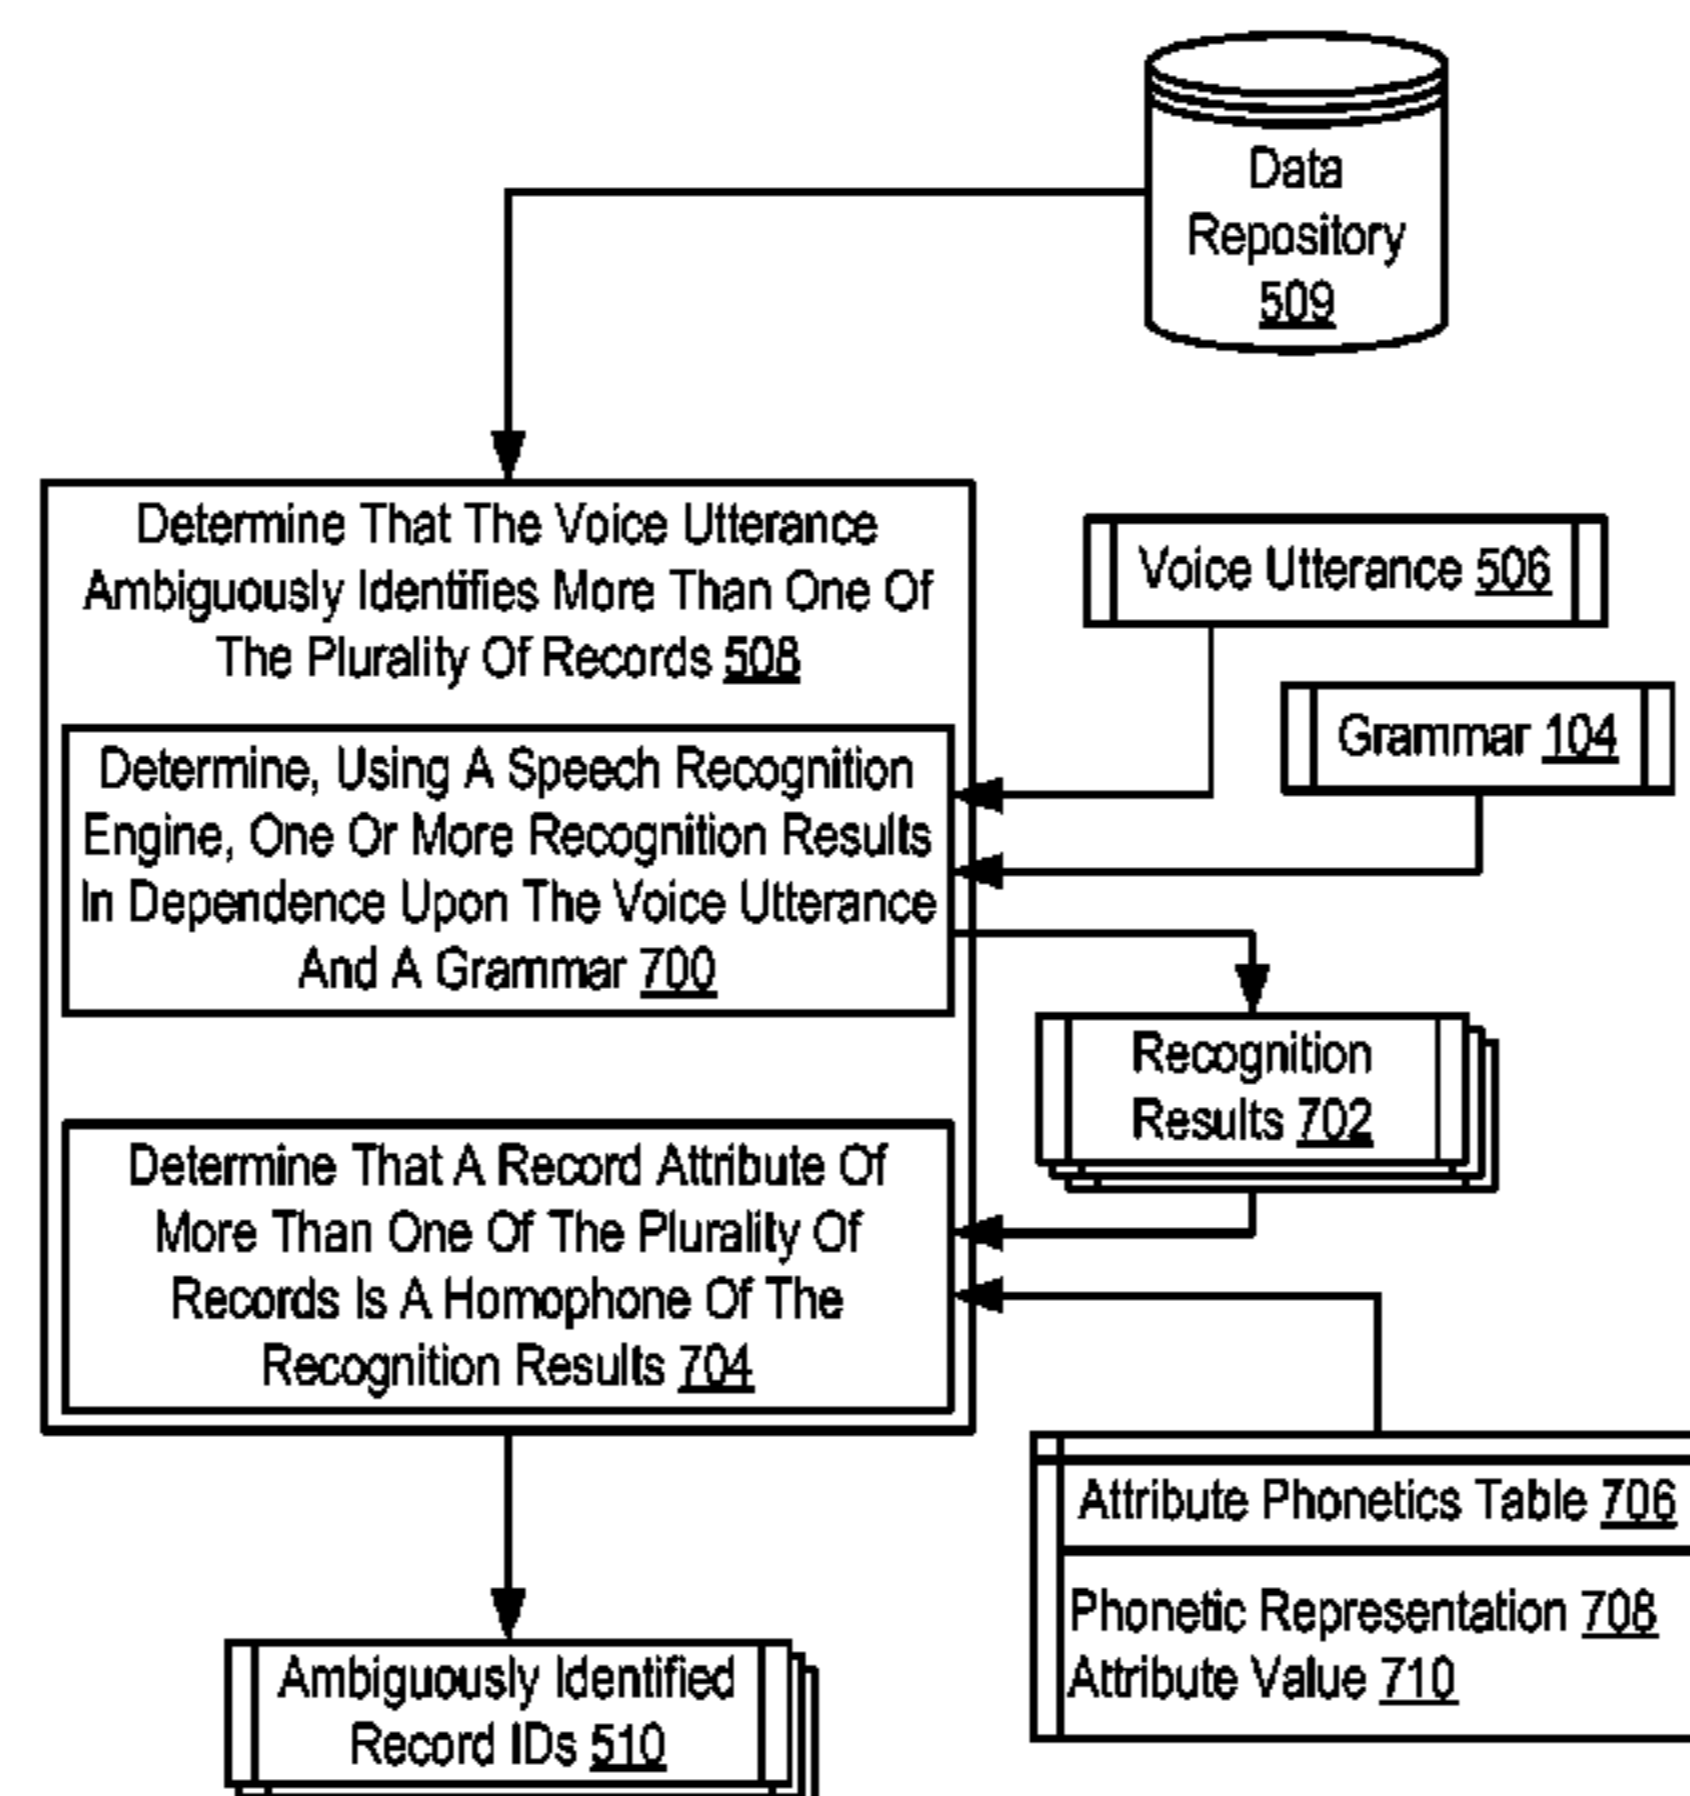 Data
Repository
509
Determine That The Voice Utterance
Ambiguously Identifies More Than One Of
The Plurality Of Records 508
Voice Utterance 506
Grammar 104
Determine, Using A Speech Recognition
Engine, One Or More Recognition Results
In Dependence Upon The Voice Utterance
And A Grammar 700
Recognition
Results 702
Determine That A Record Attribute Of
More Than One Of The Plurality Of
Records Is A Homophone Of The
Recognition Results 704
Attribute Phonetics Table 706
Phonetic Representation 708
Attribute Value 710
Ambiguously Identified
Record IDs 510